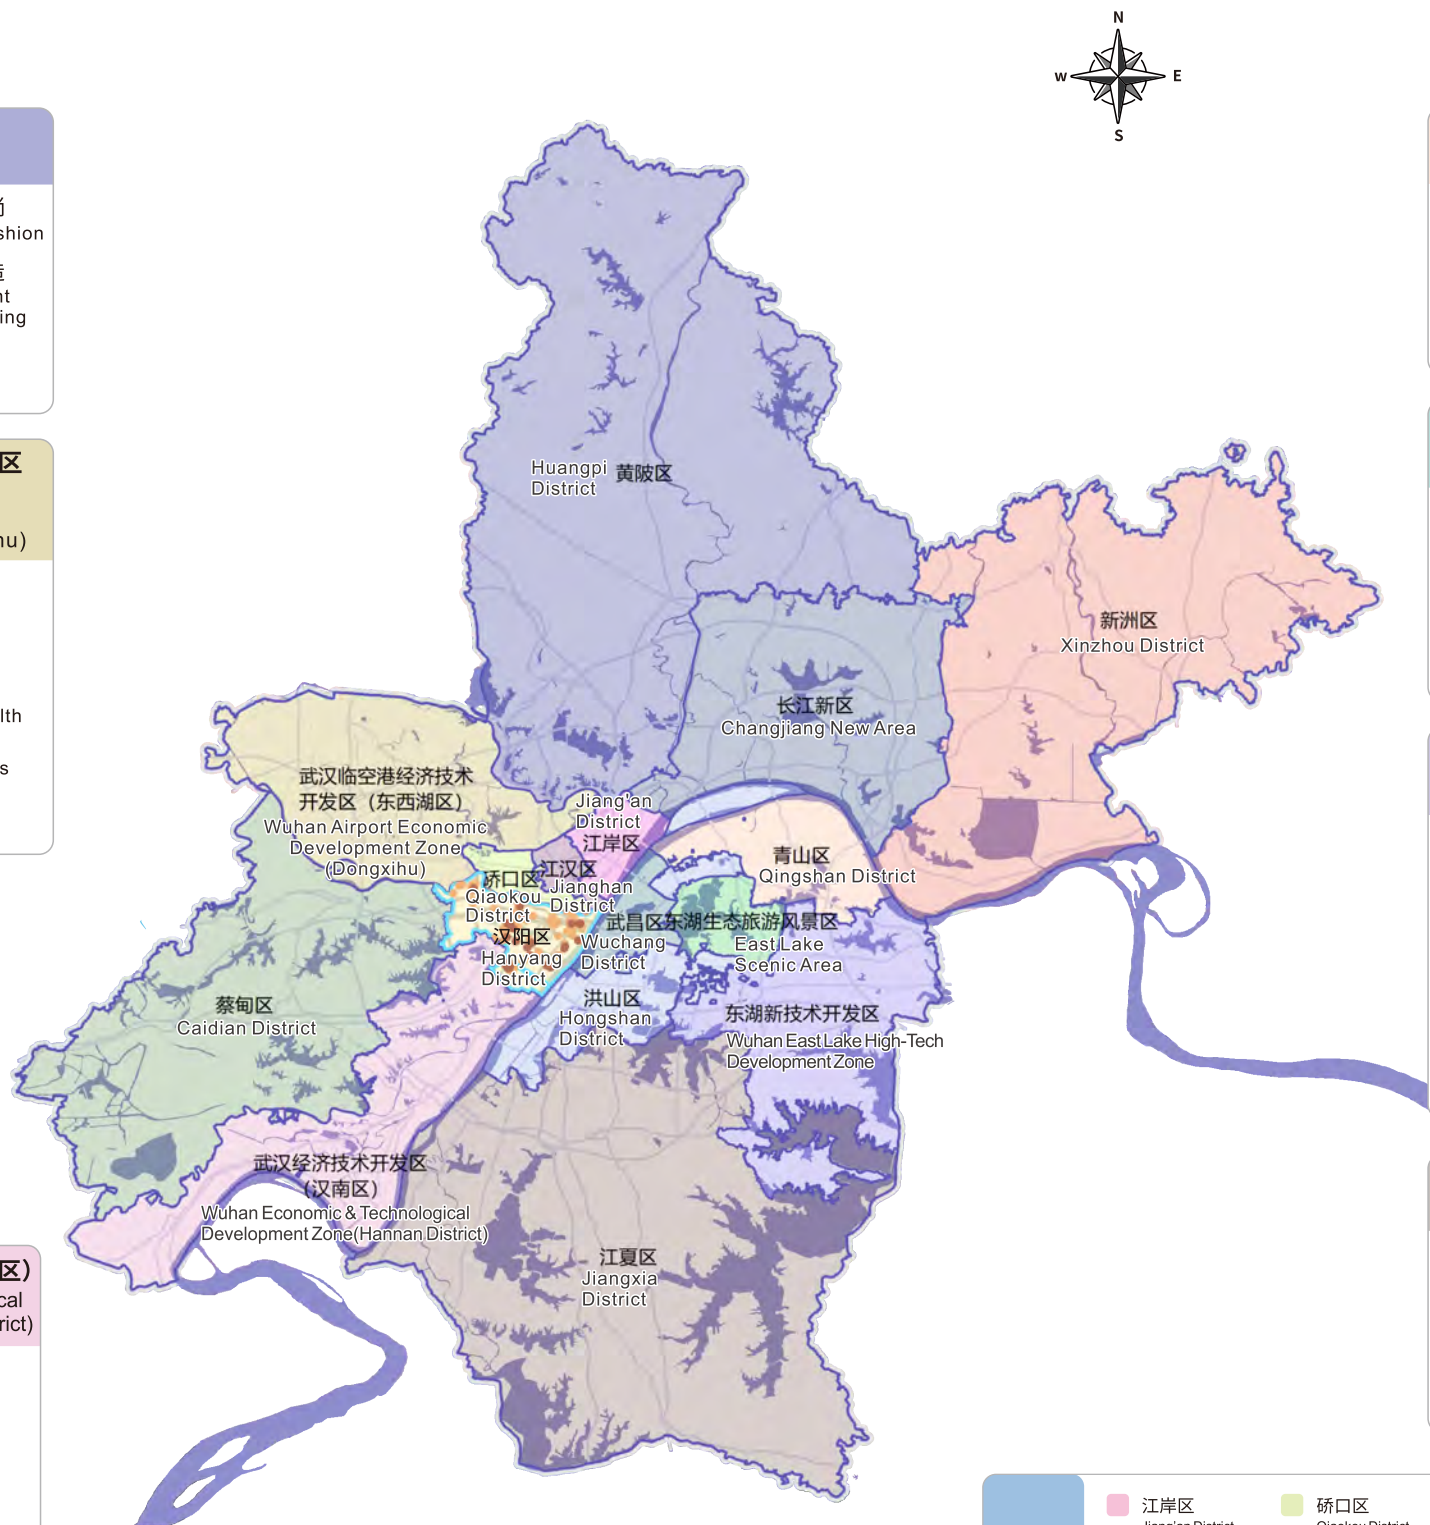 N
W
E
S
shion
nt
ing
区
hu)
lth
s
区)
cal
rict)
Huangpi
District
黄陂区
新洲区
Xinzhou District
长江新区
Changjiang New Area
武汉临空港经济技术
开发区（东西湖区）
Wuhan Airport Economic
Development Zone
(Dongxihu)
Jiang'an
District
江岸区
江汉区
Jianghan
District
硚口区
Qiaokou
District
汉阳区
Hanyang
District
青山区
Qingshan District
武昌区
Wuchang
District
东湖生态旅游风景区
East Lake
Scenic Area
洪山区
Hongshan
District
东湖新技术开发区
Wuhan East Lake High-Tech
Development Zone
蔡甸区
Caidian District
武汉经济技术开发区
(汉南区)
Wuhan Economic & Technological
Development Zone(Hannan District)
江夏区
Jiangxia
District
江岸区
Jiang'an District
硚口区
Qiaokou District